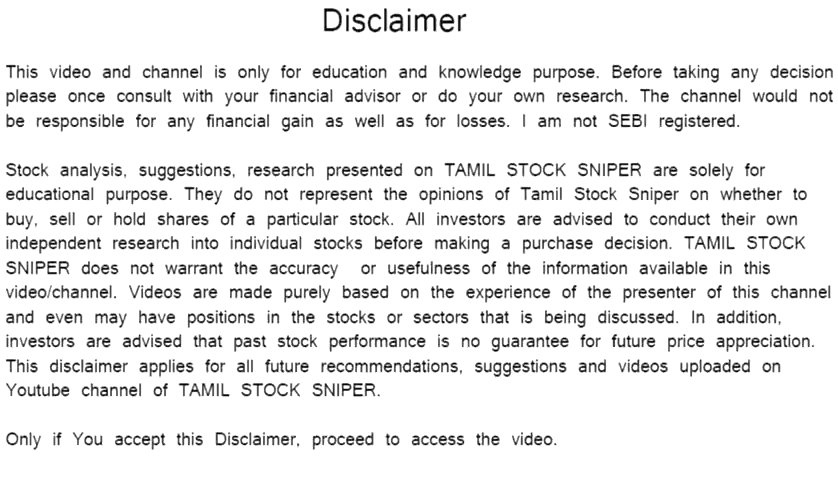 Disclaimer
This video and channel is only for education and knowledge purpose. Before taking any decision
please once consult with your financial advisor or do your own research. The channel would not
be responsible for any financial gain as well as for losses. I am not SEBI registered.
Stock analysis, suggestions, research presented on TAMIL STOCK SNIPER are solely for
educational purpose. They do not represent the opinions of Tamil Stock Sniper on whether to
buy, sell or hold shares of a particular stock. All investors are advised to conduct their own
independent research into individual stocks before making a purchase decision. TAMIL STOCK
SNIPER does not warrant the accuracy or usefulness of the information available in this
video/channel. Videos are made purely based on the experience of the presenter of this channel
and even may have positions in the stocks or sectors that is being discussed. In addition,
investors are advised that past stock performance is no guarantee for future price appreciation.
This disclaimer applies for all future recommendations, suggestions and videos uploaded on
Youtube channel of TAMIL STOCK SNIPER.
Only if You accept this Disclaimer, proceed to access the video.